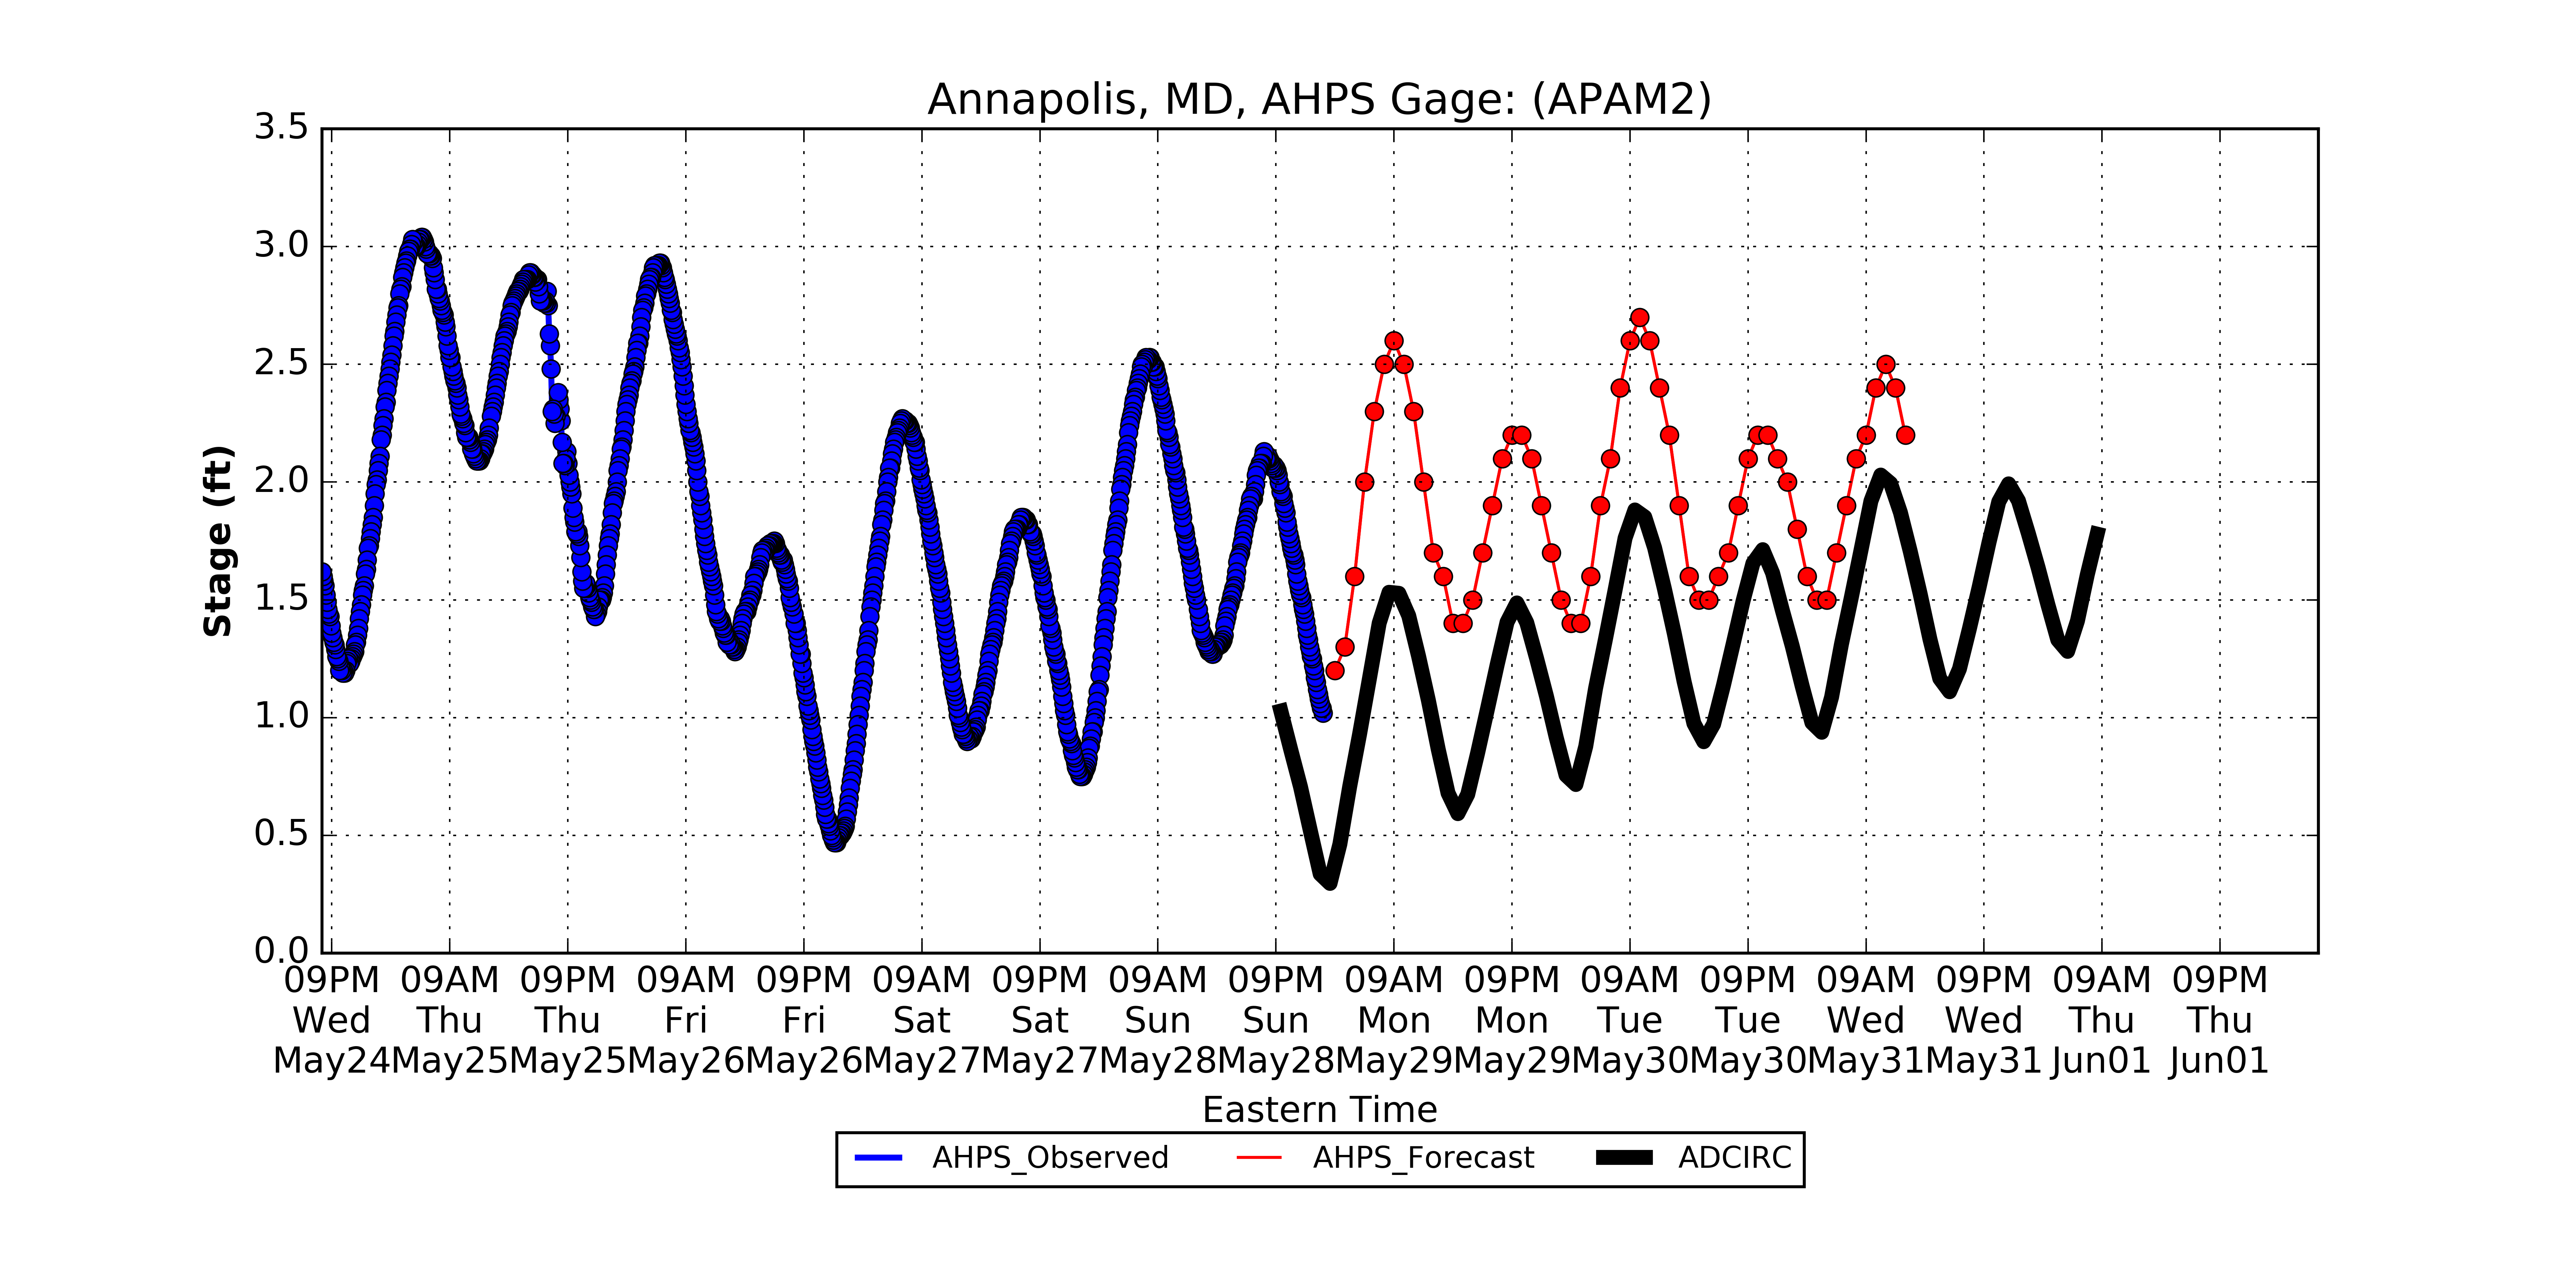 Annapolis, MD, AHPS Gage: (APAM2)
3.5
3.0
2.5
2.0
1.5
1.0
0.5
0.0
Stage (ft)
09PM 09AM 09PM 09AM 09PM 09AM 09PM 09AM 09PM 09AM 09PM 09AM 09PM 09AM 09PM 09AM 09PM
Wed Thu Thu Fri Fri Sat Sat Sun Sun Mon Mon Tue Tue Wed Wed Thu Thu
May24 May25 May25 May26 May26 May27 May27 May28 May28 May29 May29 May30 May30 May31 May31 Jun01 Jun01
Eastern Time
AHPS_Observed AHPS_Forecast ADCIRC